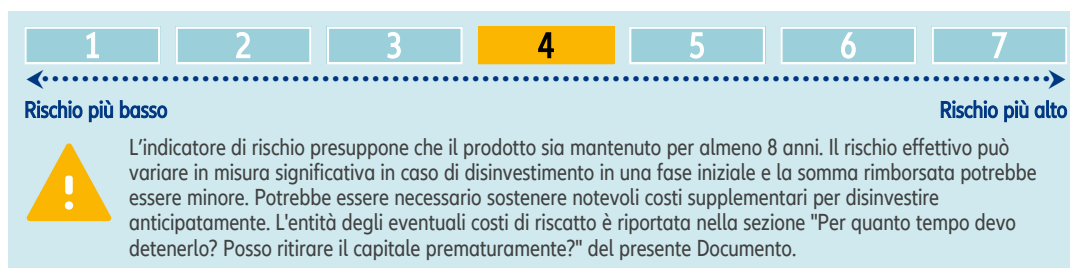 1 2 3 4 5 6 7
Rischio più basso Rischio più alto
L'indicatore di rischio presuppone che il prodotto sia mantenuto per almeno 8 anni. Il rischio effettivo può
variare in misura significativa in caso di disinvestimento in una fase iniziale e la somma rimborsata potrebbe
essere minore. Potrebbe essere necessario sostenere notevoli costi supplementari per disinvestire
anticipatamente. L'entità degli eventuali costi di riscatto è riportata nella sezione "Per quanto tempo devo
detenerlo? Posso ritirare il capitale prematuramente?" del presente Documento.